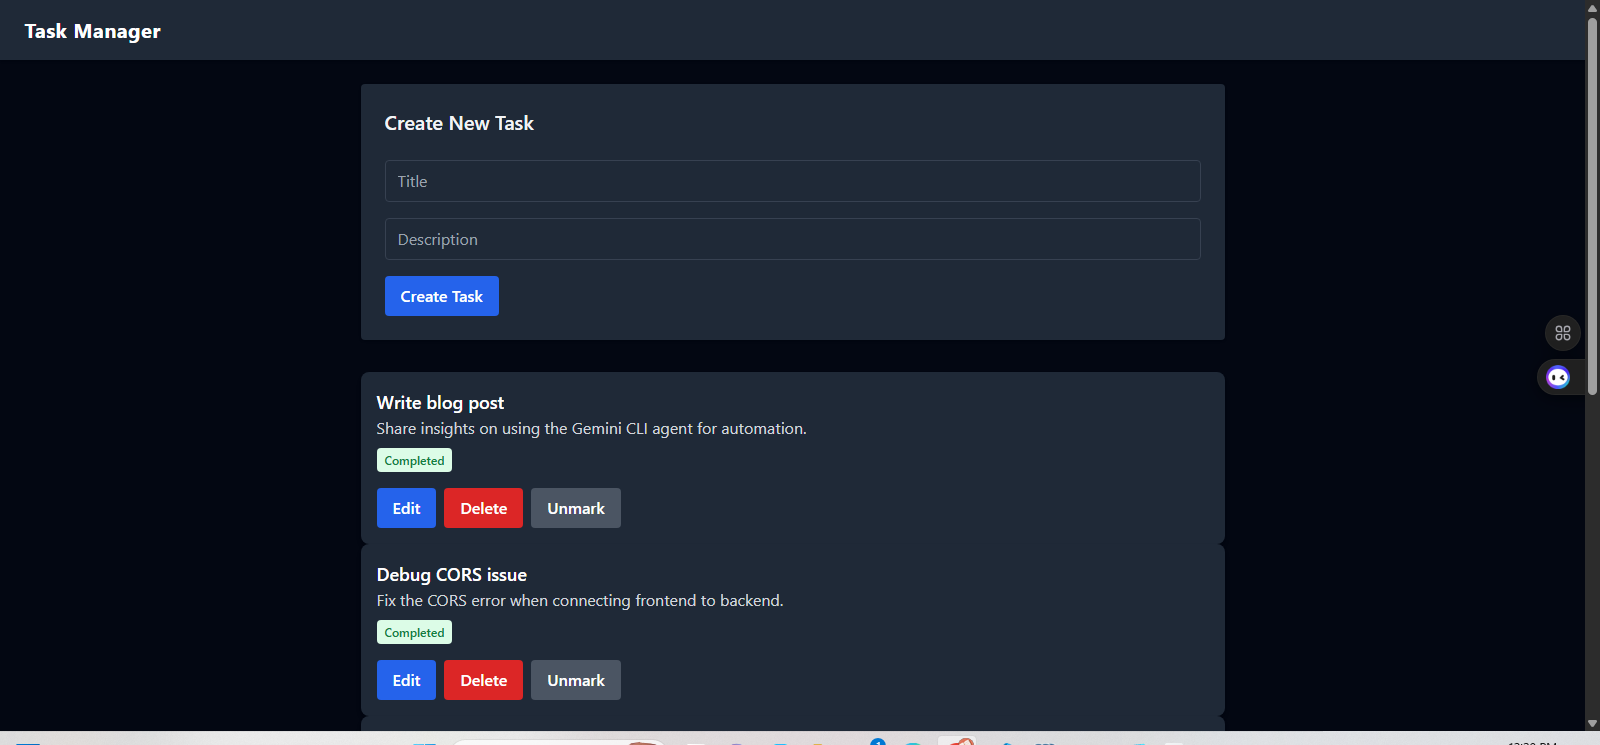 Task Manager
Create New Task
Title
Description
Create Task
Write blog post
Share insights on using the Gemini CLI agent for automation.
Completed
Edit Delete Unmark
Debug CORS issue
Fix the CORS error when connecting frontend to backend.
Completed
Edit Delete Unmark